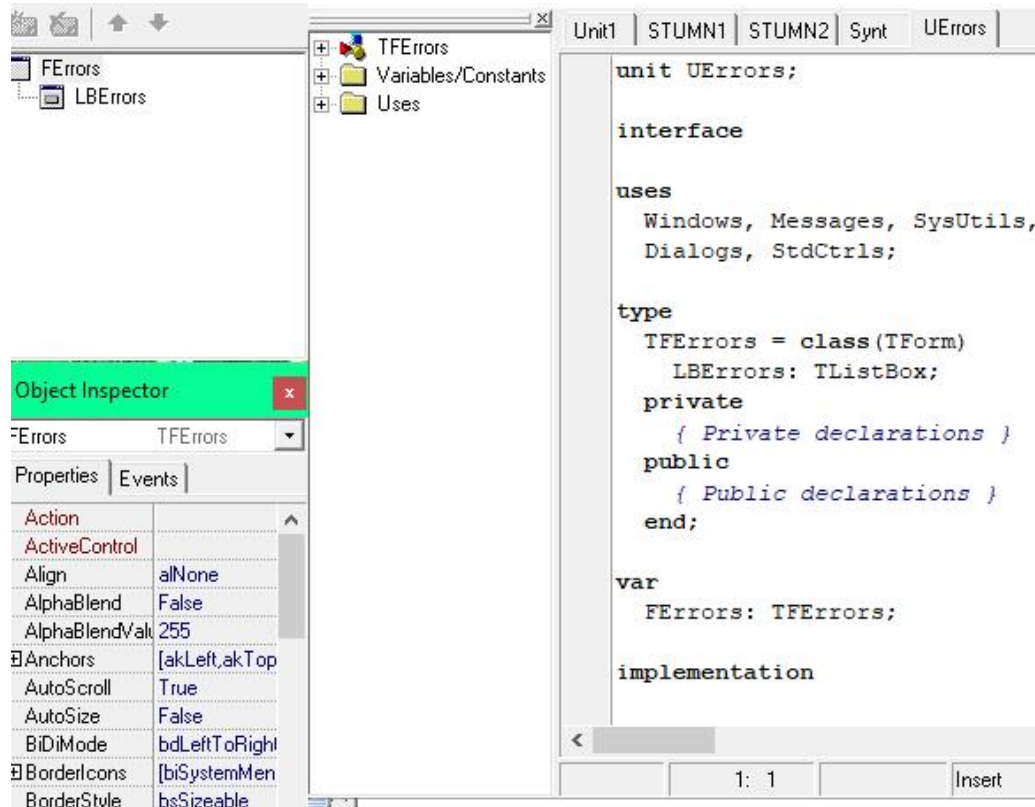 FErrors
LBErrors
Object Inspector
x
FErrors TFErrors
Properties Events
Action
ActiveControl
Align alNone
AlphaBlend False
AlphaBlendValu 255
Anchors [akLeft,akTop
AutoScroll True
AutoSize False
BiDiMode bdLeftToRight
BorderIcons [biSystemMen
BorderStyle bsSizeable
TFErrors
Variables/Constants
Uses
Unit1 STUMN1 STUMN2 Synt UErrors
unit UErrors;
interface
uses
Windows, Messages, SysUtils,
Dialogs, StdCtrls;
type
TFErrors = class(TForm)
LBErrors: TListBox;
private
{ Private declarations }
public
{ Public declarations }
end;
var
FErrors: TFErrors;
implementation
1: 1 Insert